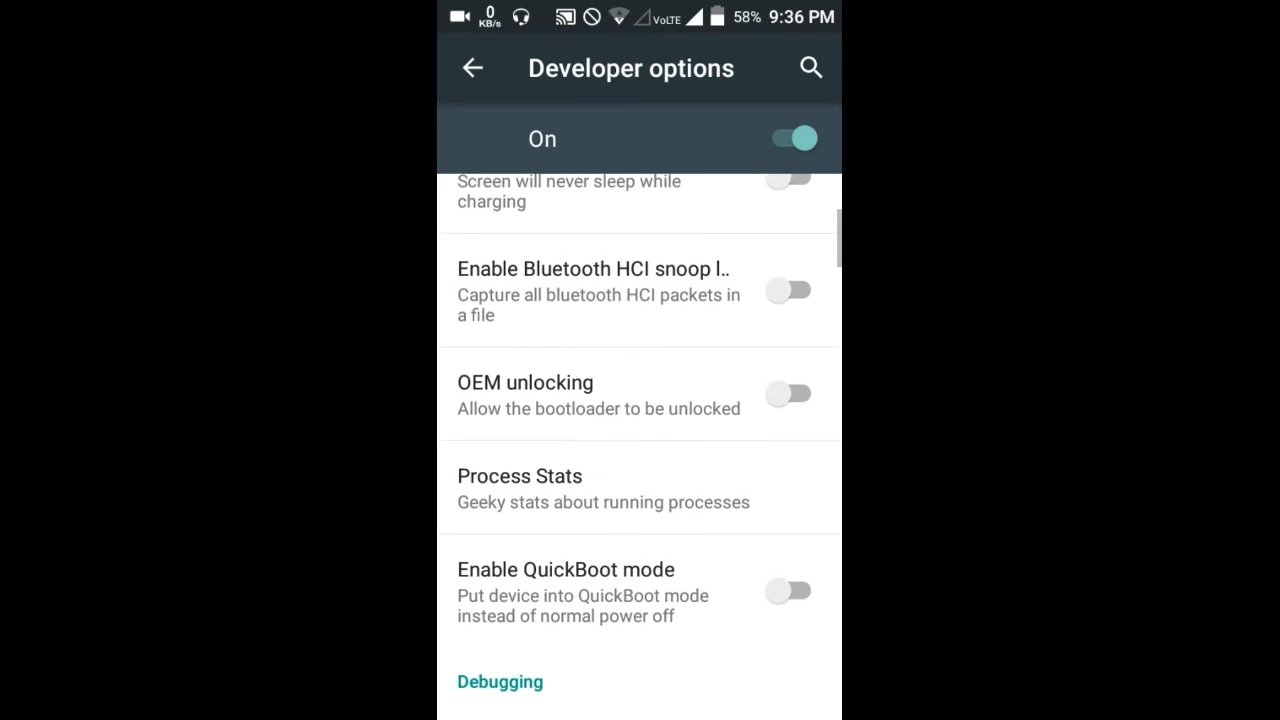 0
KB/s
VoLTE
58% 9:36 PM
Developer options
On
Screen will never sleep while
charging
Enable Bluetooth HCI snoop l..
Capture all bluetooth HCI packets in
a file
OEM unlocking
Allow the bootloader to be unlocked
Process Stats
Geeky stats about running processes
Enable QuickBoot mode
Put device into QuickBoot mode
instead of normal power off
Debugging